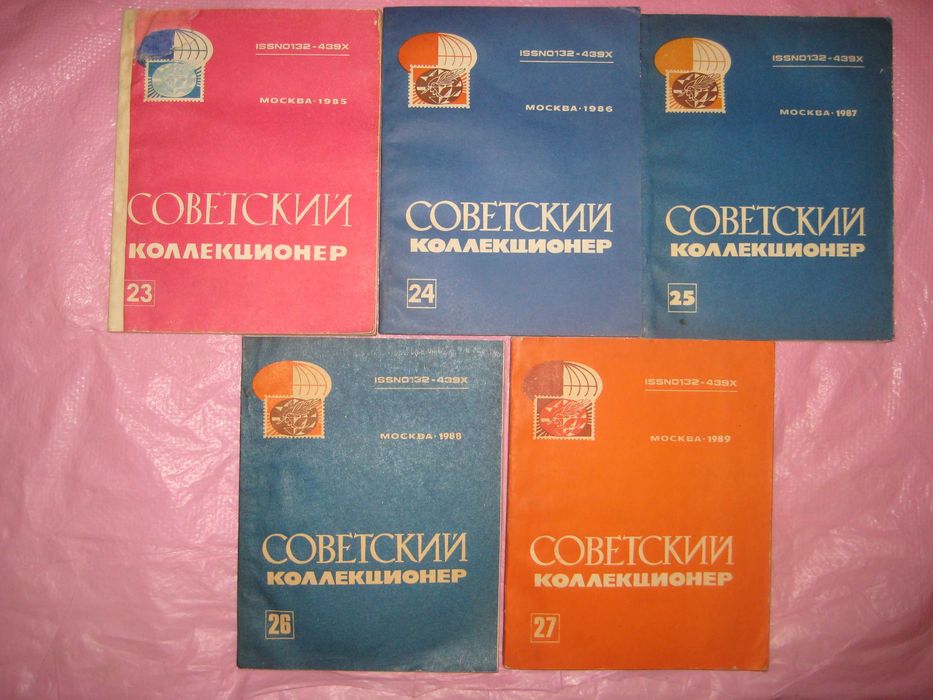 ISSN0132-439X
МОСКВА·1985
СОВЕТСКИЙ
КОЛЛЕКЦИОНЕР
23
ISSN0132-439X
МОСКВА·1986
СОВЕТСКИЙ
КОЛЛЕКЦИОНЕР
24
ISSN0132-439X
МОСКВА·1987
СОВЕТСКИЙ
КОЛЛЕКЦИОНЕР
25
ISSN0132-439X
МОСКВА·1988
СОВЕТСКИЙ
КОЛЛЕКЦИОНЕР
26
ISSN0132-439X
МОСКВА·1989
СОВЕТСКИЙ
КОЛЛЕКЦИОНЕР
27